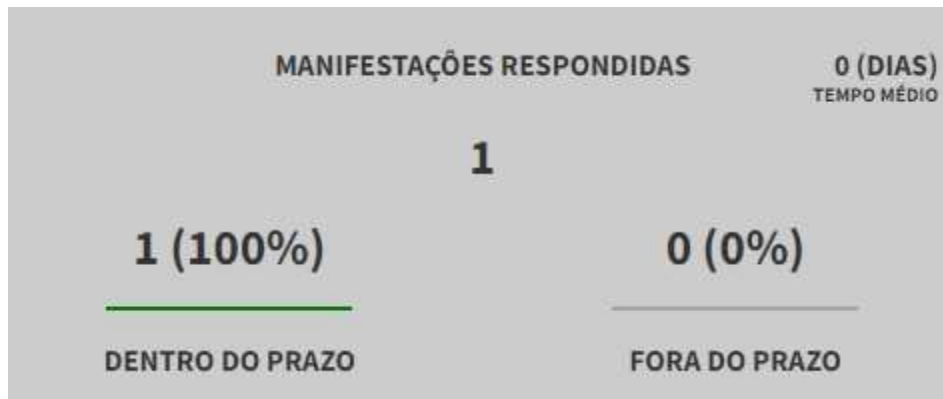 MANIFESTAÇÕES RESPONDIDAS
0 (DIAS)
TEMPO MÉDIO
1
1 (100%)
0 (0%)
DENTRO DO PRAZO
FORA DO PRAZO